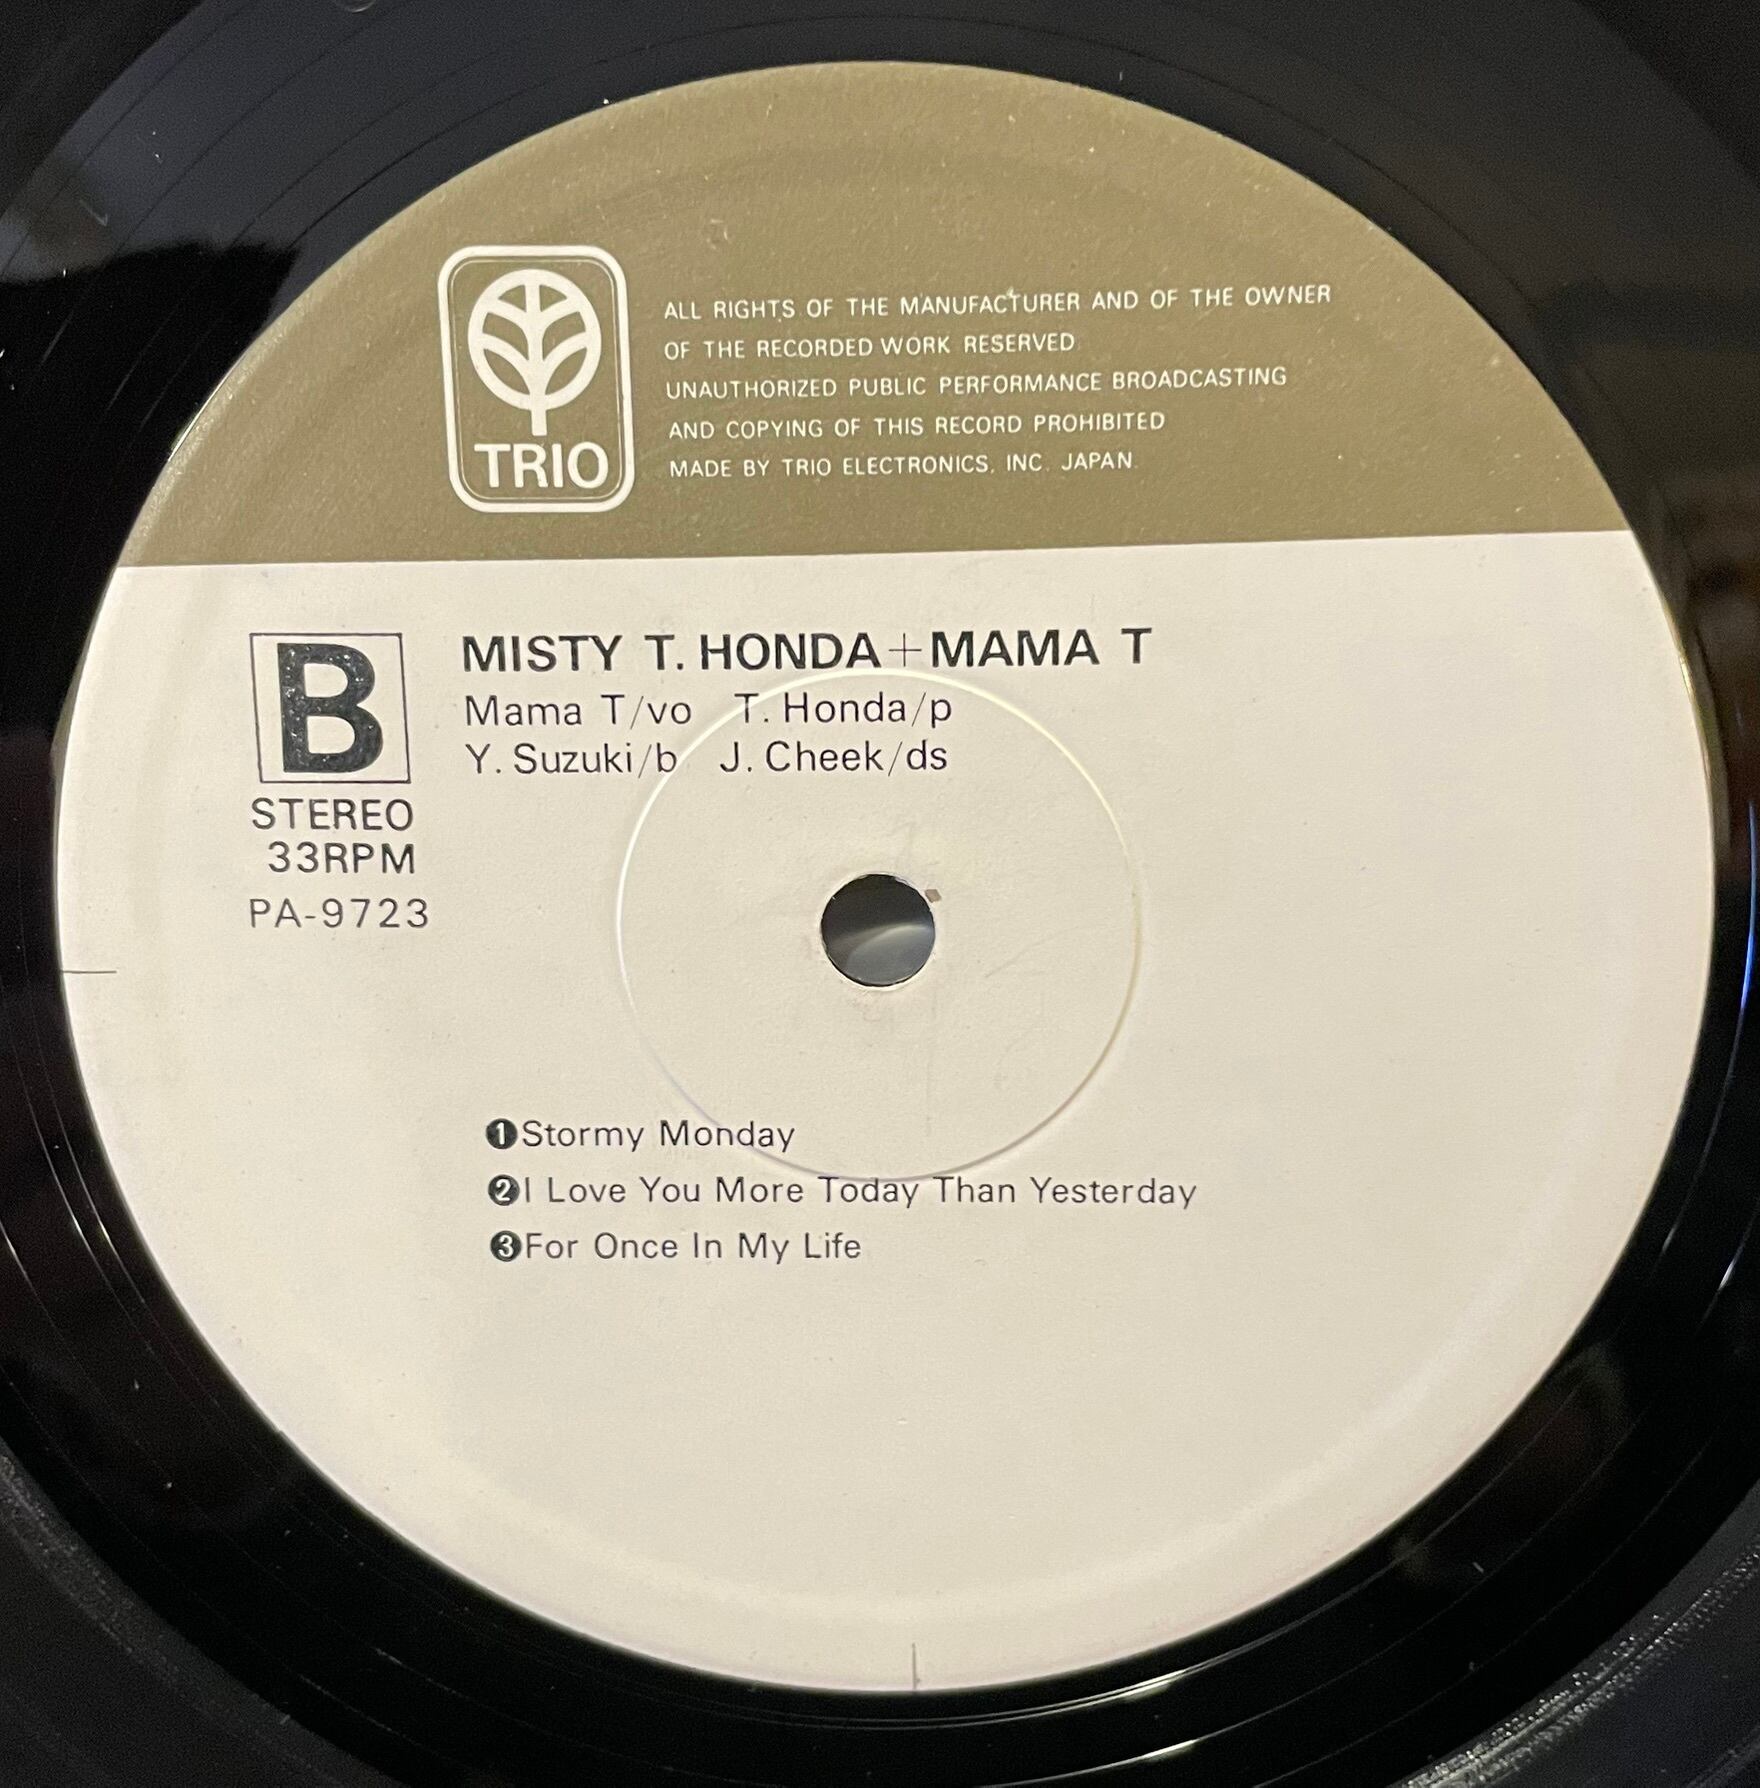 TRIO
ALL RIGHTS OF THE MANUFACTURER AND OF THE OWNER
OF THE RECORDED WORK RESERVED
UNAUTHORIZED PUBLIC PERFORMANCE BROADCASTING
AND COPYING OF THIS RECORD PROHIBITED
MADE BY TRIO ELECTRONICS, INC. JAPAN.
B
STEREO
33RPM
PA-9723
MISTY T. HONDA+MAMA T
Mama T/vo T. Honda/p
Y. Suzuki/b J. Cheek/ds
❶Stormy Monday
❷I Love You More Today Than Yesterday
❸For Once In My Life